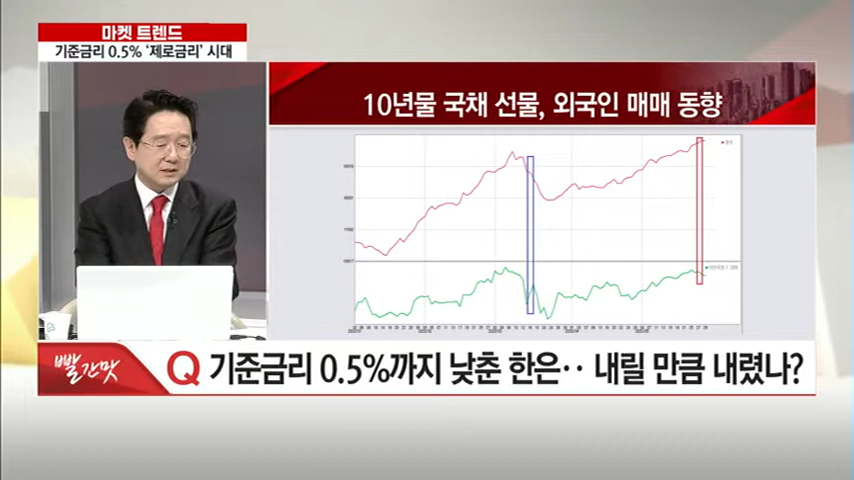 마켓 트렌드
기준금리 0.5% ‘제로금리’ 시대
10년물 국채 선물, 외국인 매매 동향
빨간맛
Q 기준금리 0.5%까지 낮춘 한은‥ 내릴 만큼 내렸나?